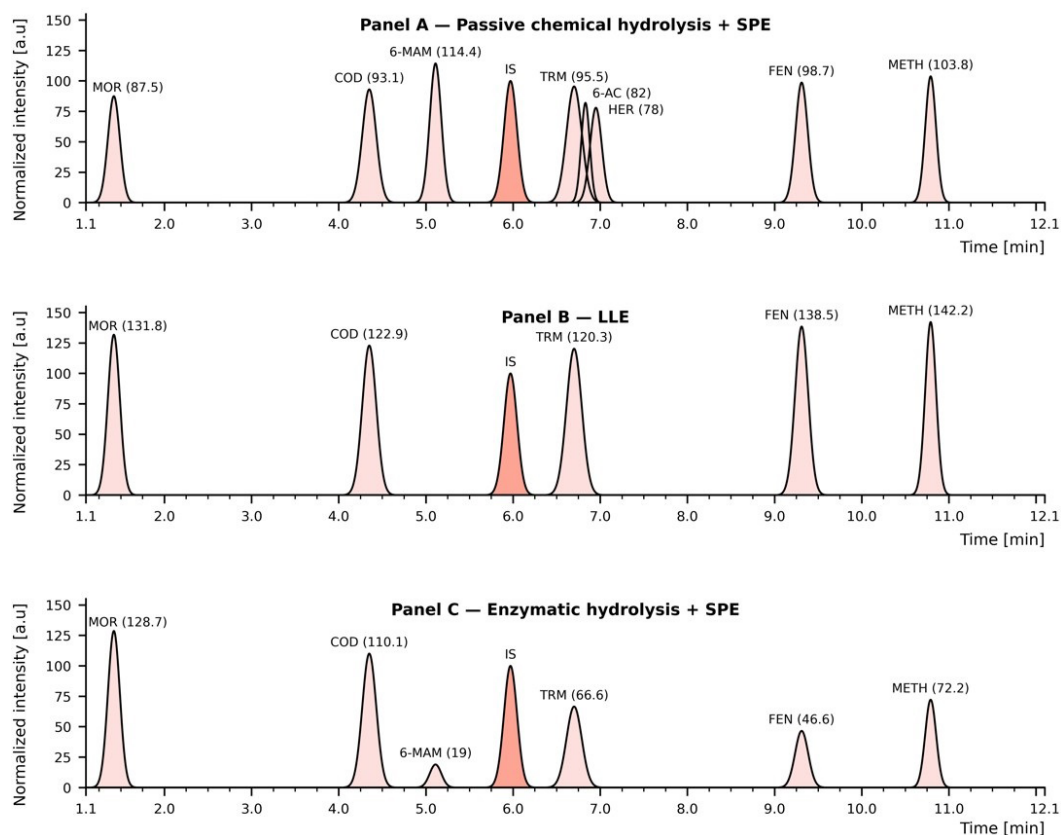 Panel A — Passive chemical hydrolysis + SPE
Normalized intensity [a.u]
150
125
100
75
50
25
0
MOR (87.5)
COD (93.1)
6-MAM (114.4)
IS
TRM (95.5)
6-AC (82)
HER (78)
FEN (98.7)
METH (103.8)
1.1 2.0 3.0 4.0 5.0 6.0 7.0 8.0 9.0 10.0 11.0 12.1
Time [min]
Panel B — LLE
Normalized intensity [a.u]
150
125
100
75
50
25
0
MOR (131.8)
COD (122.9)
IS
TRM (120.3)
FEN (138.5)
METH (142.2)
1.1 2.0 3.0 4.0 5.0 6.0 7.0 8.0 9.0 10.0 11.0 12.1
Time [min]
Panel C — Enzymatic hydrolysis + SPE
Normalized intensity [a.u]
150
125
100
75
50
25
0
MOR (128.7)
COD (110.1)
6-MAM (19)
IS
TRM (66.6)
FEN (46.6)
METH (72.2)
1.1 2.0 3.0 4.0 5.0 6.0 7.0 8.0 9.0 10.0 11.0 12.1
Time [min]